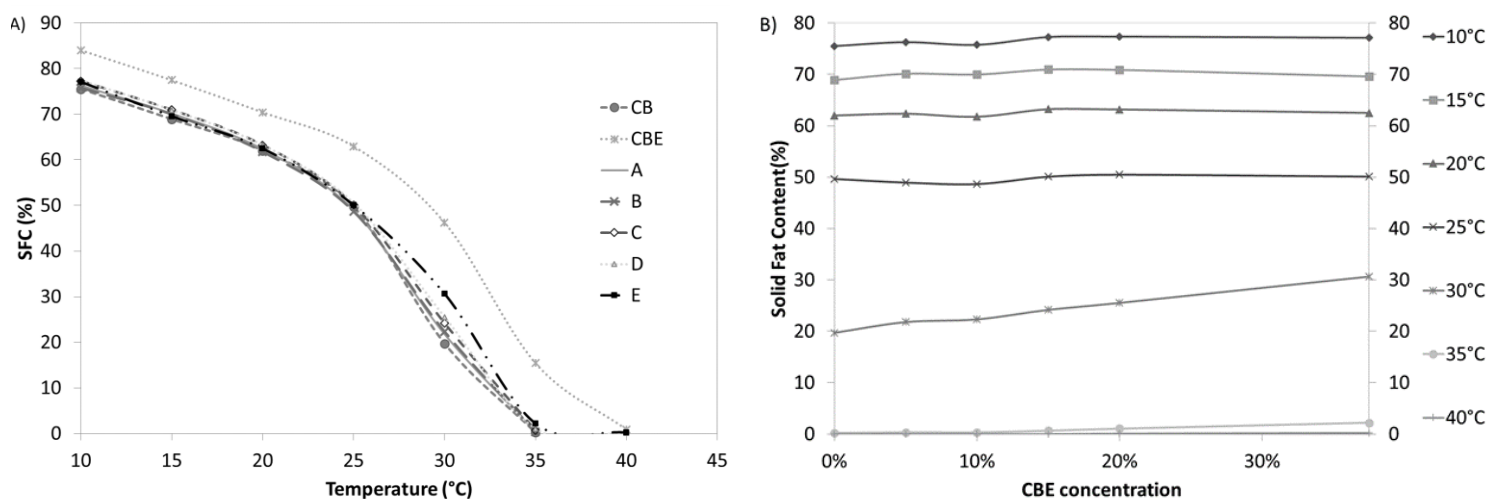 A)
90
80
70
60
50
40
30
20
10
0
SFC (%)
10 15 20 25 30 35 40 45
Temperature (°C)
CB
CBE
A
B
C
D
E
B)
80
70
60
50
40
30
20
10
0
Solid Fat Content(%)
0% 10% 20% 30%
CBE concentration
80
70
60
50
40
30
20
10
0
10°C
15°C
20°C
25°C
30°C
35°C
40°C